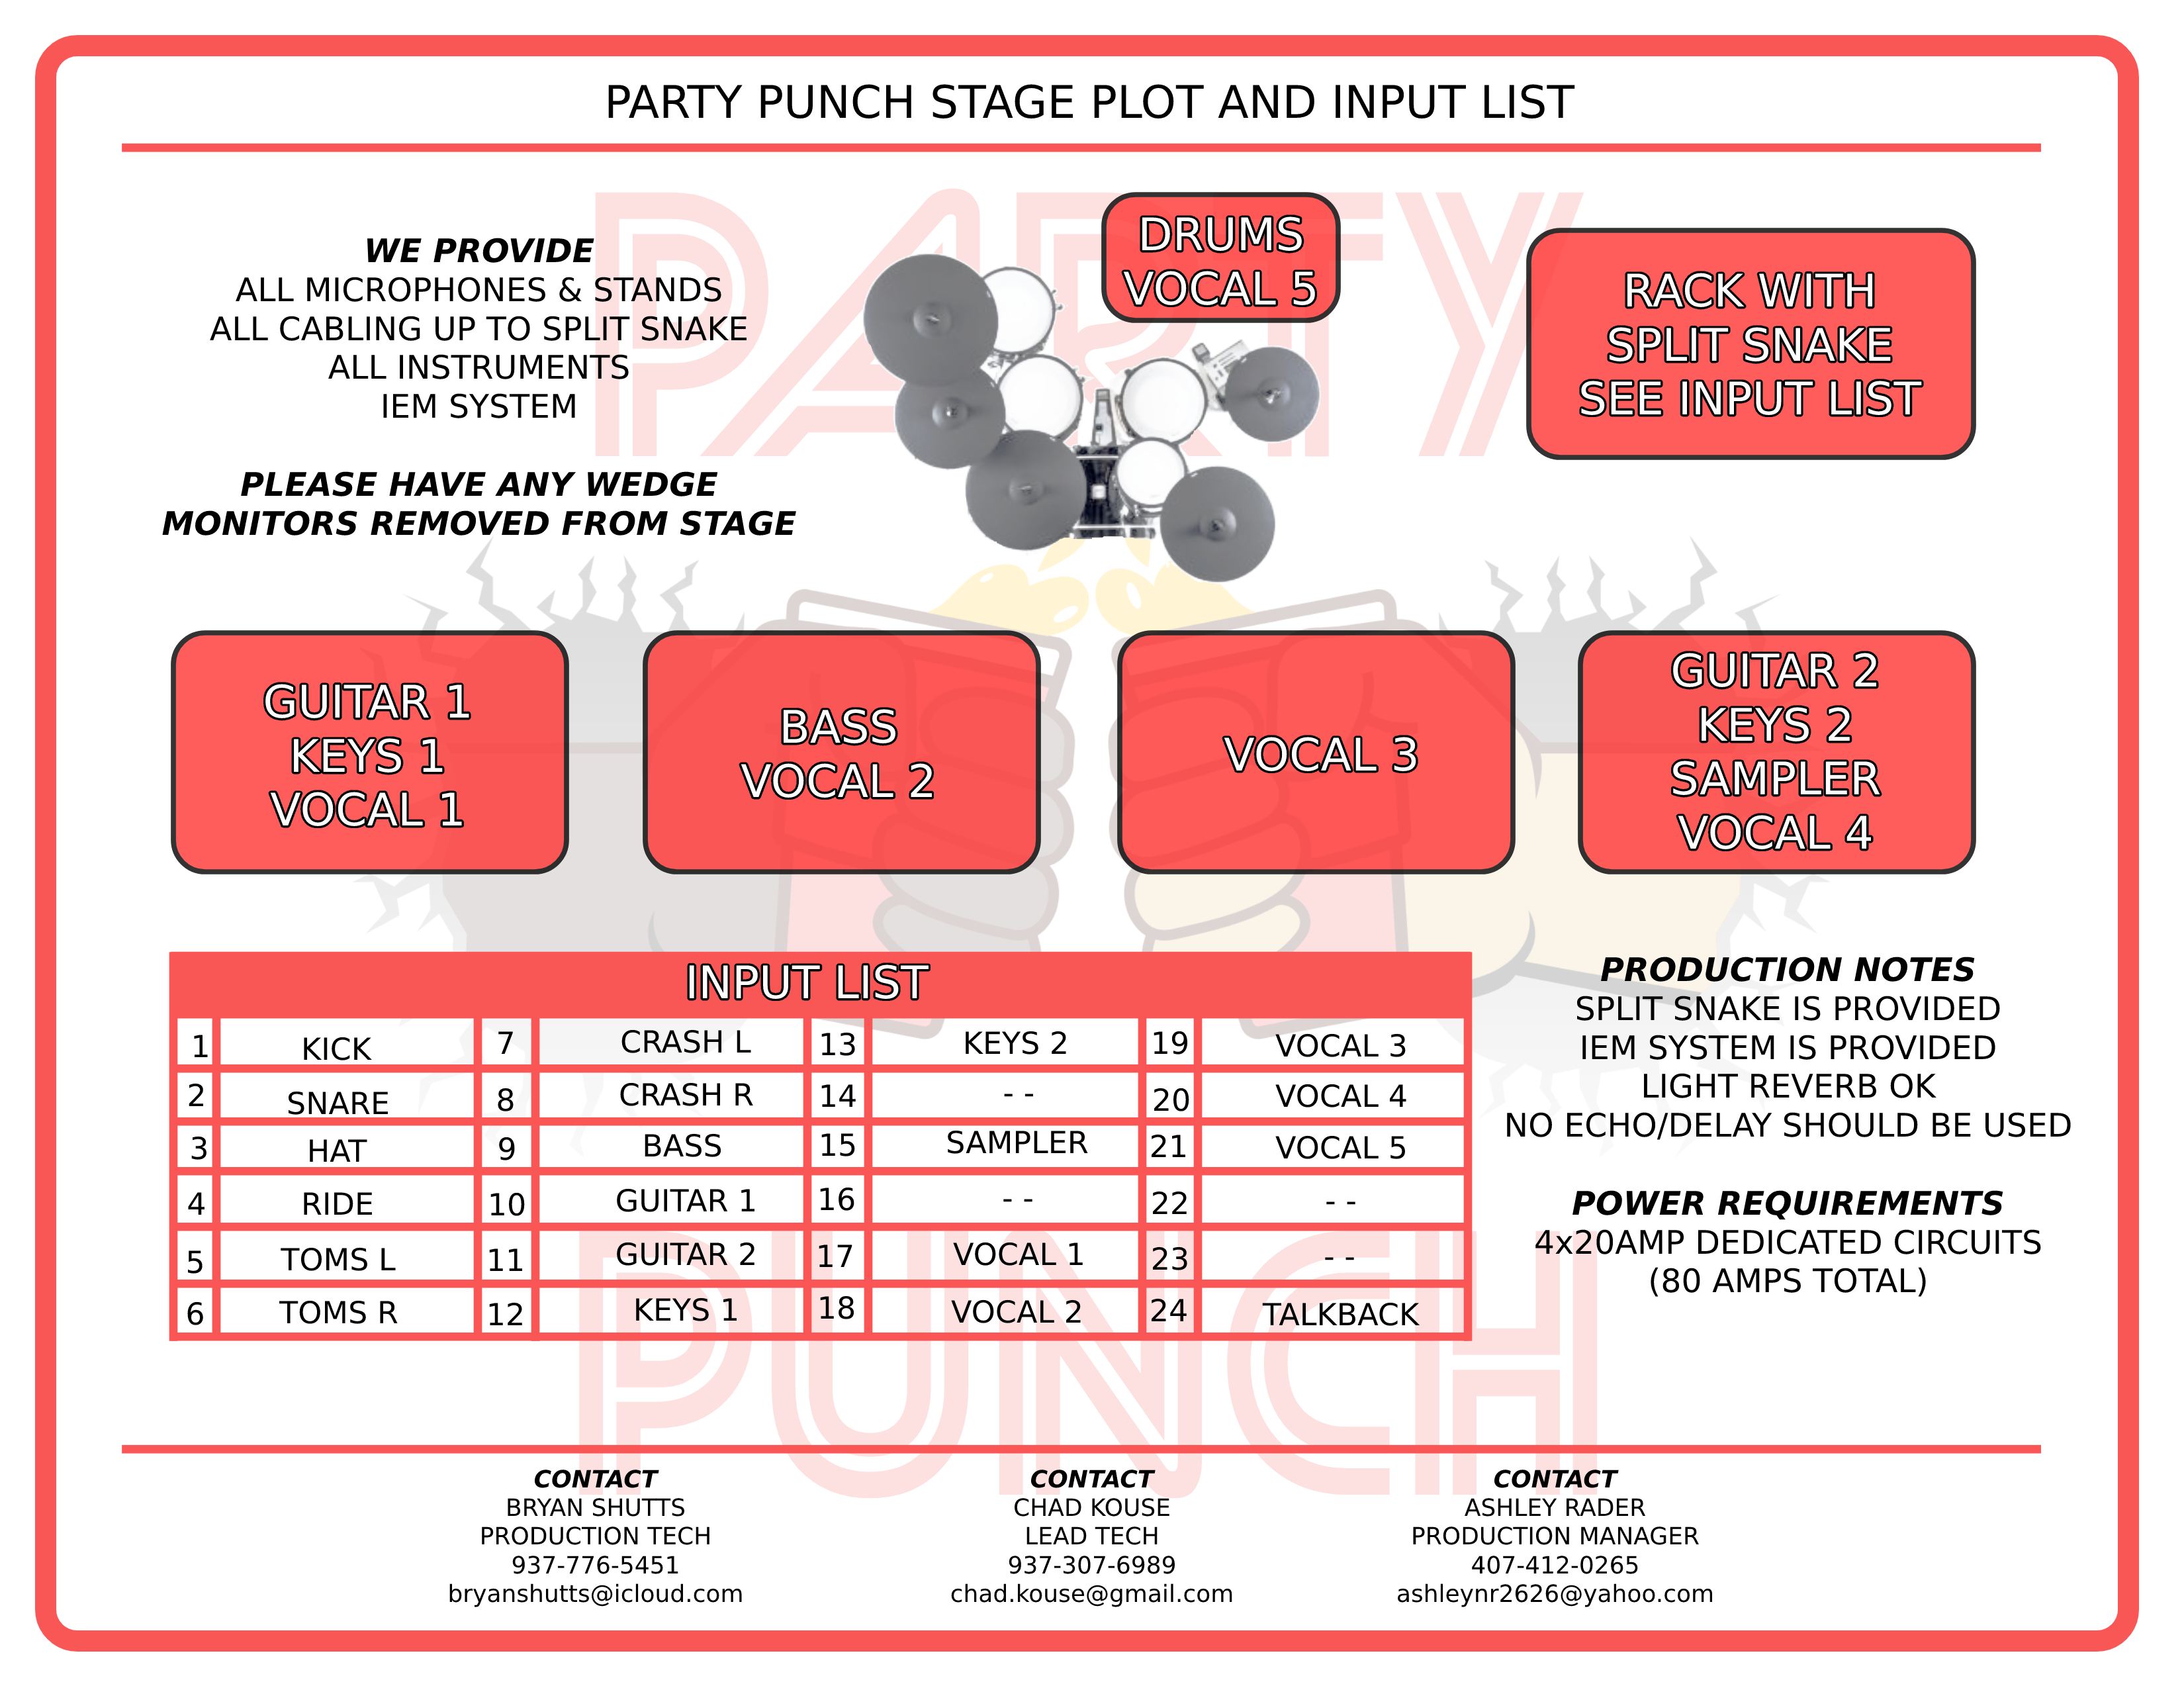 PARTY PUNCH STAGE PLOT AND INPUT LIST
PARTY
WE PROVIDE
ALL MICROPHONES & STANDS
ALL CABLING UP TO SPLIT SNAKE
ALL INSTRUMENTS
IEM SYSTEM
PLEASE HAVE ANY WEDGE
MONITORS REMOVED FROM STAGE
DRUMS
VOCAL 5
RACK WITH
SPLIT SNAKE
SEE INPUT LIST
GUITAR 1
KEYS 1
VOCAL 1
BASS
VOCAL 2
VOCAL 3
GUITAR 2
KEYS 2
SAMPLER
VOCAL 4
INPUT LIST
1 KICK 7 CRASH L 13 KEYS 2 19 VOCAL 3
2 SNARE 8 CRASH R 14 - - 20 VOCAL 4
3 HAT 9 BASS 15 SAMPLER 21 VOCAL 5
4 RIDE 10 GUITAR 1 16 - - 22 - -
5 TOMS L 11 GUITAR 2 17 VOCAL 1 23 - -
6 TOMS R 12 KEYS 1 18 VOCAL 2 24 TALKBACK
PRODUCTION NOTES
SPLIT SNAKE IS PROVIDED
IEM SYSTEM IS PROVIDED
LIGHT REVERB OK
NO ECHO/DELAY SHOULD BE USED
POWER REQUIREMENTS
4x20AMP DEDICATED CIRCUITS
(80 AMPS TOTAL)
PUNCH
CONTACT
BRYAN SHUTTS
PRODUCTION TECH
937-776-5451
bryanshutts@icloud.com
CONTACT
CHAD KOUSE
LEAD TECH
937-307-6989
chad.kouse@gmail.com
CONTACT
ASHLEY RADER
PRODUCTION MANAGER
407-412-0265
ashleynr2626@yahoo.com